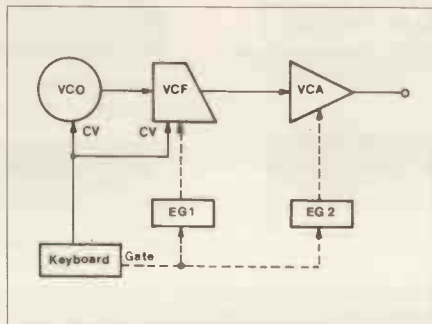 VCO
VCF
VCA
CV
CV
EG1
EG 2
Keyboard
Gate